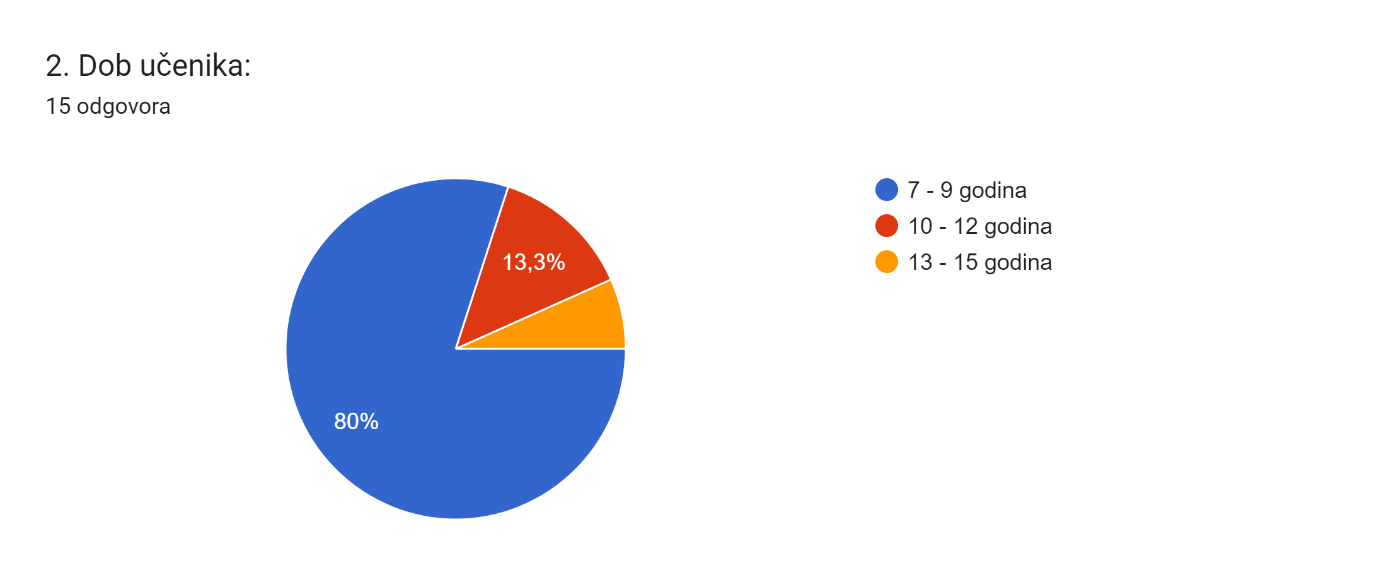 2. Dob učenika:
15 odgovora
7 - 9 godina
10 - 12 godina
13 - 15 godina
13,3%
80%